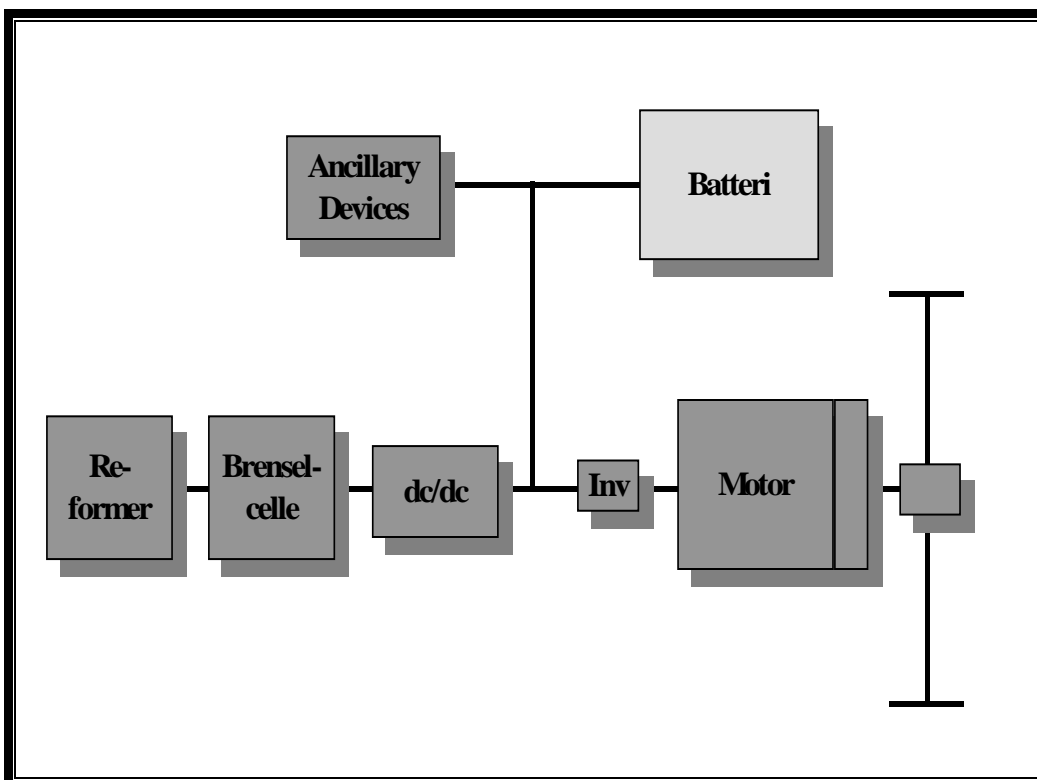 Ancillary
Devices
Batteri
Re-
former
Brensel-
celle
dc/dc
Inv
Motor